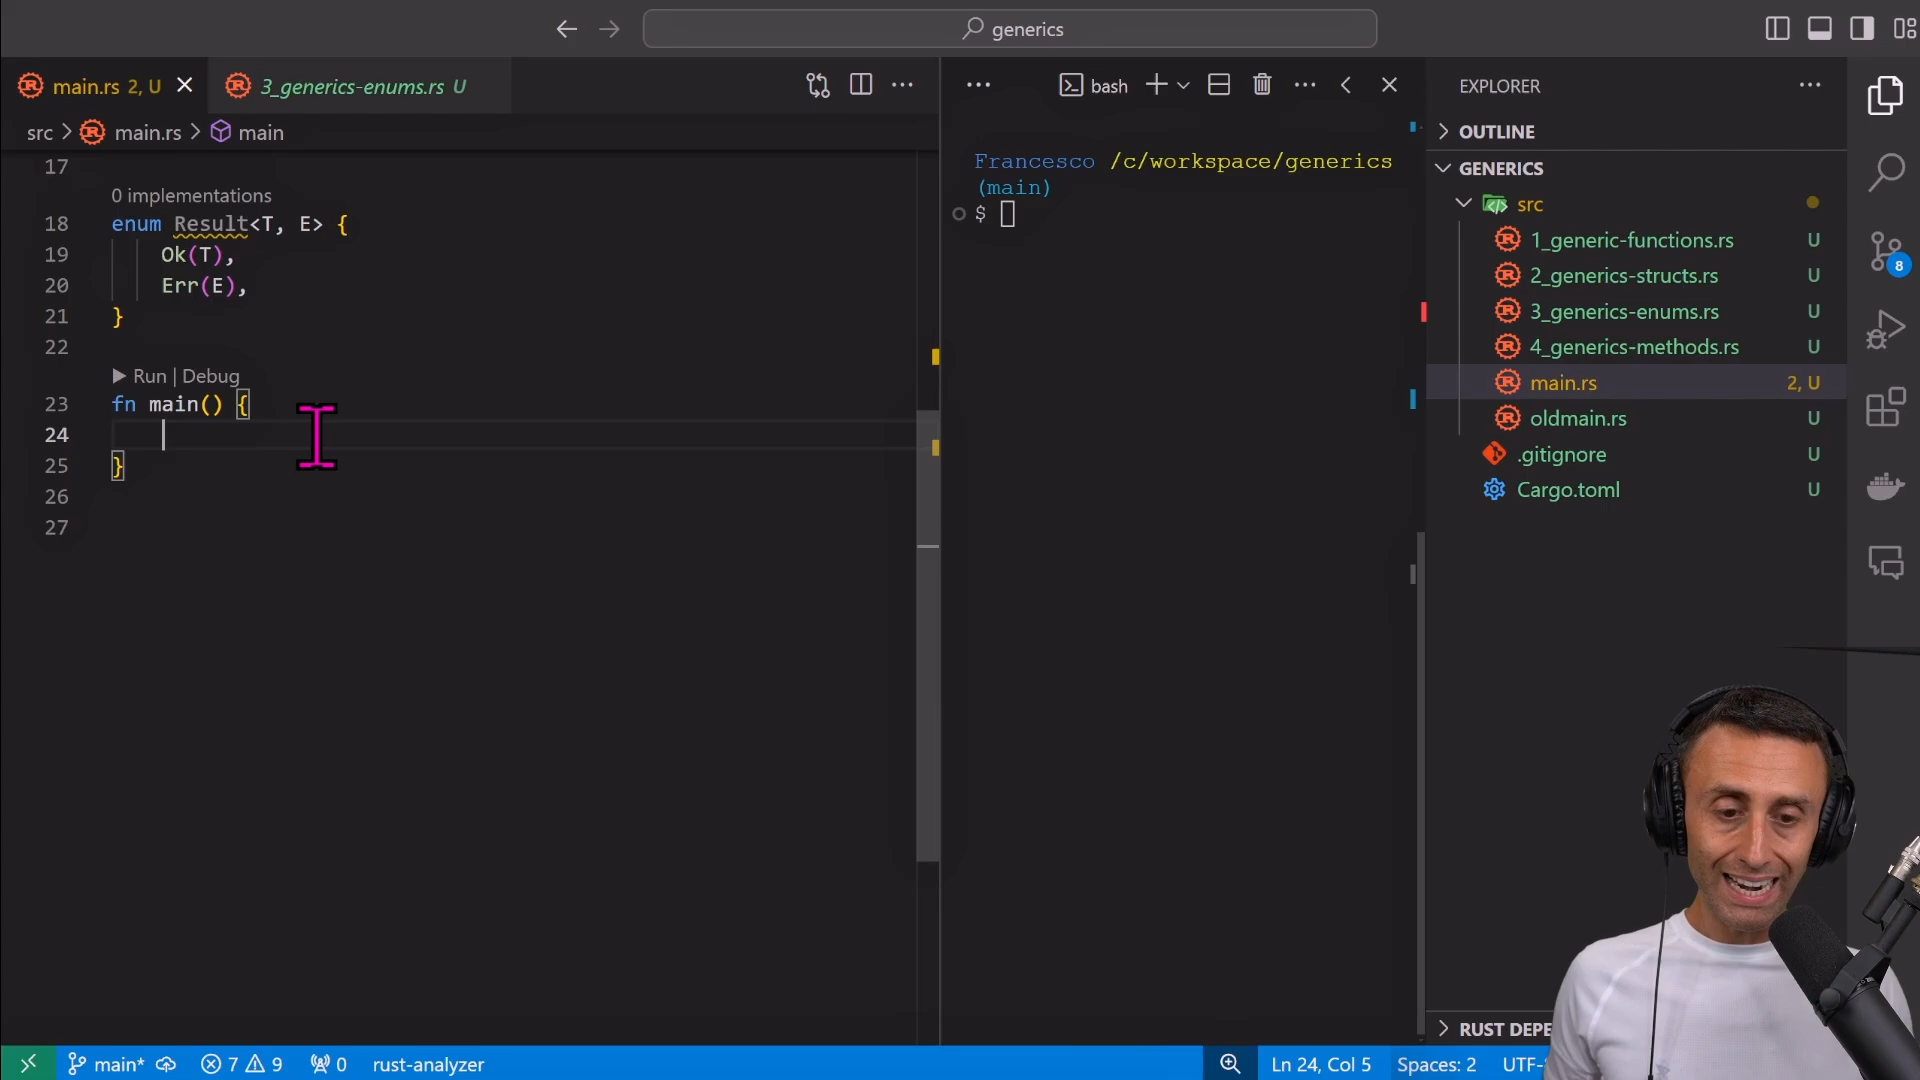 generics
main.rs 2, U
3_generics-enums.rs U
bash
src > main.rs > main
17
0 implementations
18 enum Result<T, E> {
19 Ok(T),
20 Err(E),
21 }
22
Run | Debug
23 fn main() {
24
25 }
26
27
Francesco /c/workspace/generics
(main)
$
EXPLORER
OUTLINE
GENERICS
src
1_generic-functions.rs U
2_generics-structs.rs U
3_generics-enums.rs U
4_generics-methods.rs U
main.rs 2, U
oldmain.rs U
.gitignore U
Cargo.toml U
8
RUST DEPE
main* 7 9 0 rust-analyzer Ln 24, Col 5 Spaces: 2 UTF-